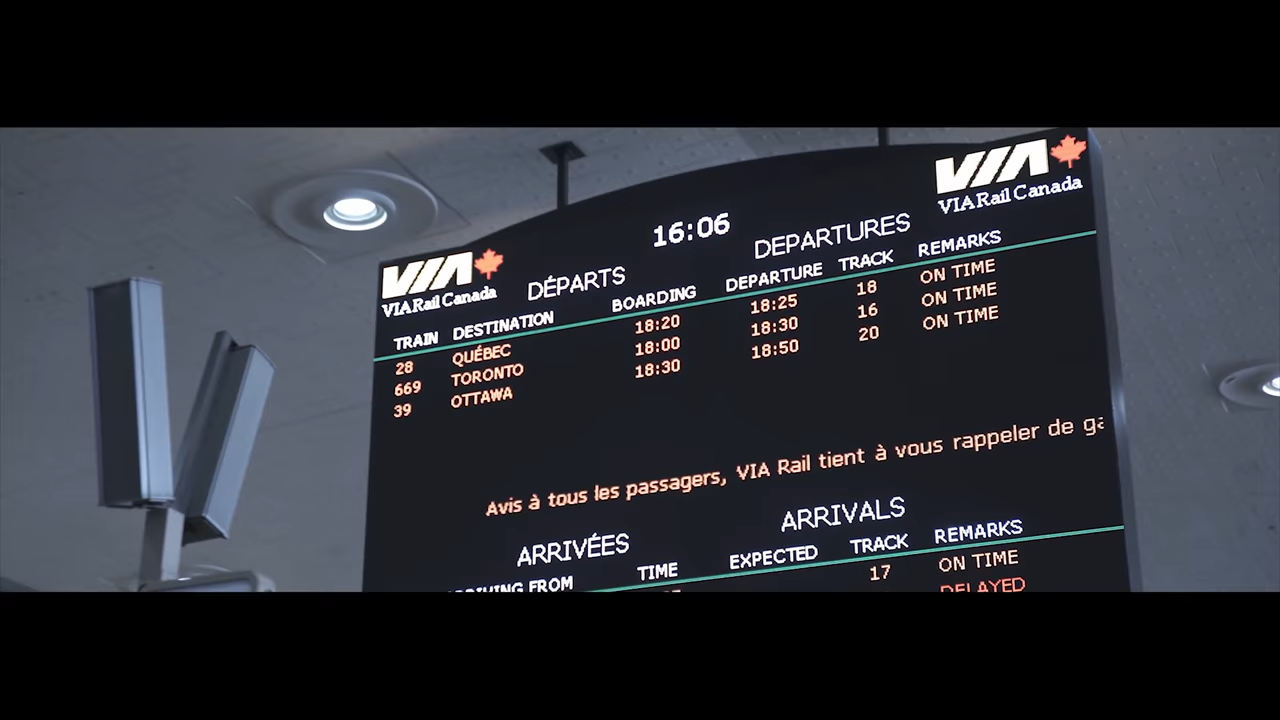 VIA
VIA Rail Canada
16:06
VIA
VIA Rail Canada
DÉPARTS DEPARTURES
TRAIN DESTINATION BOARDING DEPARTURE TRACK REMARKS
28 QUÉBEC 18:20 18:25 18 ON TIME
669 TORONTO 18:00 18:30 16 ON TIME
39 OTTAWA 18:30 18:50 20 ON TIME
Avis à tous les passagers, VIA Rail tient à vous rappeler de ga
ARRIVÉES ARRIVALS
FROM TIME EXPECTED TRACK REMARKS
17 ON TIME
DELAYED